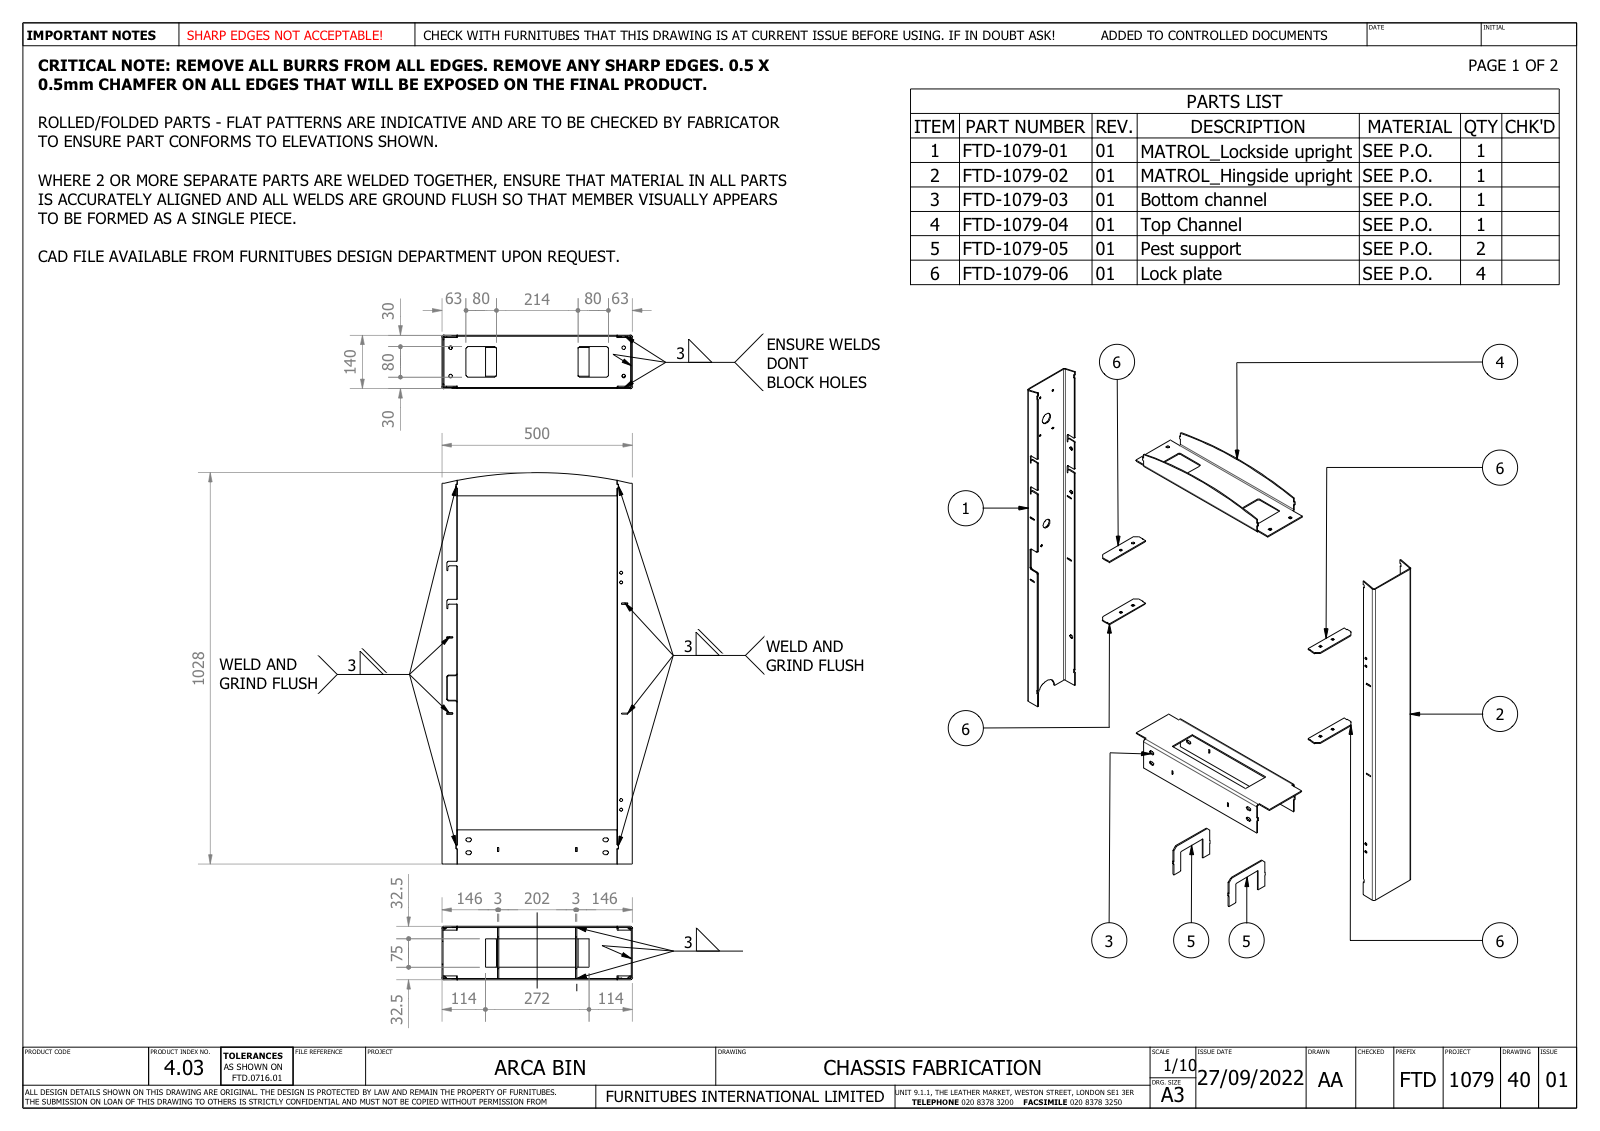 IMPORTANT NOTES
SHARP EDGES NOT ACCEPTABLE!
CHECK WITH FURNITUBES THAT THIS DRAWING IS AT CURRENT ISSUE BEFORE USING. IF IN DOUBT ASK!
ADDED TO CONTROLLED DOCUMENTS
DATE
INITIAL
CRITICAL NOTE: REMOVE ALL BURRS FROM ALL EDGES. REMOVE ANY SHARP EDGES. 0.5 X
0.5mm CHAMFER ON ALL EDGES THAT WILL BE EXPOSED ON THE FINAL PRODUCT.
PAGE 1 OF 2
ROLLED/FOLDED PARTS - FLAT PATTERNS ARE INDICATIVE AND ARE TO BE CHECKED BY FABRICATOR
TO ENSURE PART CONFORMS TO ELEVATIONS SHOWN.
WHERE 2 OR MORE SEPARATE PARTS ARE WELDED TOGETHER, ENSURE THAT MATERIAL IN ALL PARTS
IS ACCURATELY ALIGNED AND ALL WELDS ARE GROUND FLUSH SO THAT MEMBER VISUALLY APPEARS
TO BE FORMED AS A SINGLE PIECE.
CAD FILE AVAILABLE FROM FURNITUBES DESIGN DEPARTMENT UPON REQUEST.
PARTS LIST
ITEM PART NUMBER REV. DESCRIPTION MATERIAL QTY CHK'D
1 FTD-1079-01 01 MATROL_Lockside upright SEE P.O. 1
2 FTD-1079-02 01 MATROL_Hingside upright SEE P.O. 1
3 FTD-1079-03 01 Bottom channel SEE P.O. 1
4 FTD-1079-04 01 Top Channel SEE P.O. 1
5 FTD-1079-05 01 Pest support SEE P.O. 2
6 FTD-1079-06 01 Lock plate SEE P.O. 4
63 80 214 80 63
30
140
80
30
3
ENSURE WELDS
DONT
BLOCK HOLES
500
1028
WELD AND
GRIND FLUSH
3
3
WELD AND
GRIND FLUSH
32.5
146 3 202 3 146
75
3
32.5
114 272 114
6
4
6
1
6
2
3
5
5
6
PRODUCT CODE
PRODUCT INDEX NO.
4.03
TOLERANCES
AS SHOWN ON
FTD.0716.01
FILE REFERENCE
PROJECT
ARCA BIN
DRAWING
CHASSIS FABRICATION
SCALE
1/10
DRG. SIZE
A3
ISSUE DATE
27/09/2022
DRAWN
AA
CHECKED
PREFIX
FTD
PROJECT
1079
DRAWING
40
ISSUE
01
ALL DESIGN DETAILS SHOWN ON THIS DRAWING ARE ORIGINAL. THE DESIGN IS PROTECTED BY LAW AND REMAIN THE PROPERTY OF FURNITUBES.
THE SUBMISSION ON LOAN OF THIS DRAWING TO OTHERS IS STRICTLY CONFIDENTIAL AND MUST NOT BE COPIED WITHOUT PERMISSION FROM
FURNITUBES INTERNATIONAL LIMITED
UNIT 9.1.1, THE LEATHER MARKET, WESTON STREET, LONDON SE1 3ER
TELEPHONE 020 8378 3200 FACSIMILE 020 8378 3250